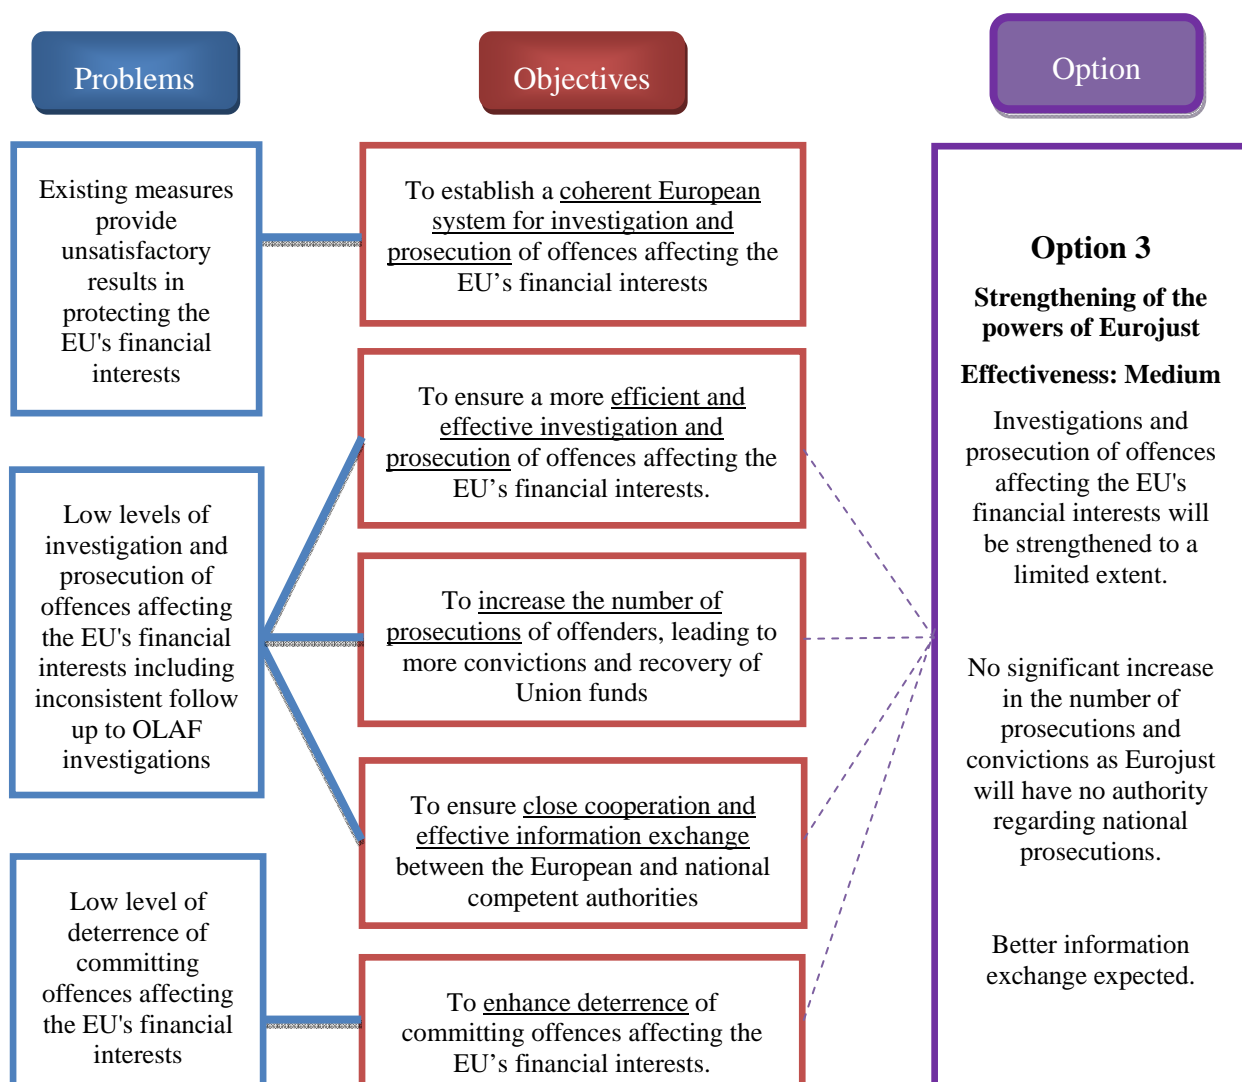 Problems
Objectives
Option
Existing measures
provide
unsatisfactory
results in
protecting the
EU's financial
interests
Low levels of
investigation and
prosecution of
offences affecting
the EU's financial
interests including
inconsistent follow
up to OLAF
investigations
Low level of
deterrence of
committing
offences affecting
the EU's financial
interests
To establish a coherent European
system for investigation and
prosecution of offences affecting the
EU’s financial interests
To ensure a more efficient and
effective investigation and
prosecution of offences affecting the
EU’s financial interests.
To increase the number of
prosecutions of offenders, leading to
more convictions and recovery of
Union funds
To ensure close cooperation and
effective information exchange
between the European and national
competent authorities
To enhance deterrence of
committing offences affecting the
EU’s financial interests.
Option 3
Strengthening of the
powers of Eurojust
Effectiveness: Medium
Investigations and
prosecution of offences
affecting the EU's
financial interests will
be strengthened to a
limited extent.
No significant increase
in the number of
prosecutions and
convictions as Eurojust
will have no authority
regarding national
prosecutions.
Better information
exchange expected.